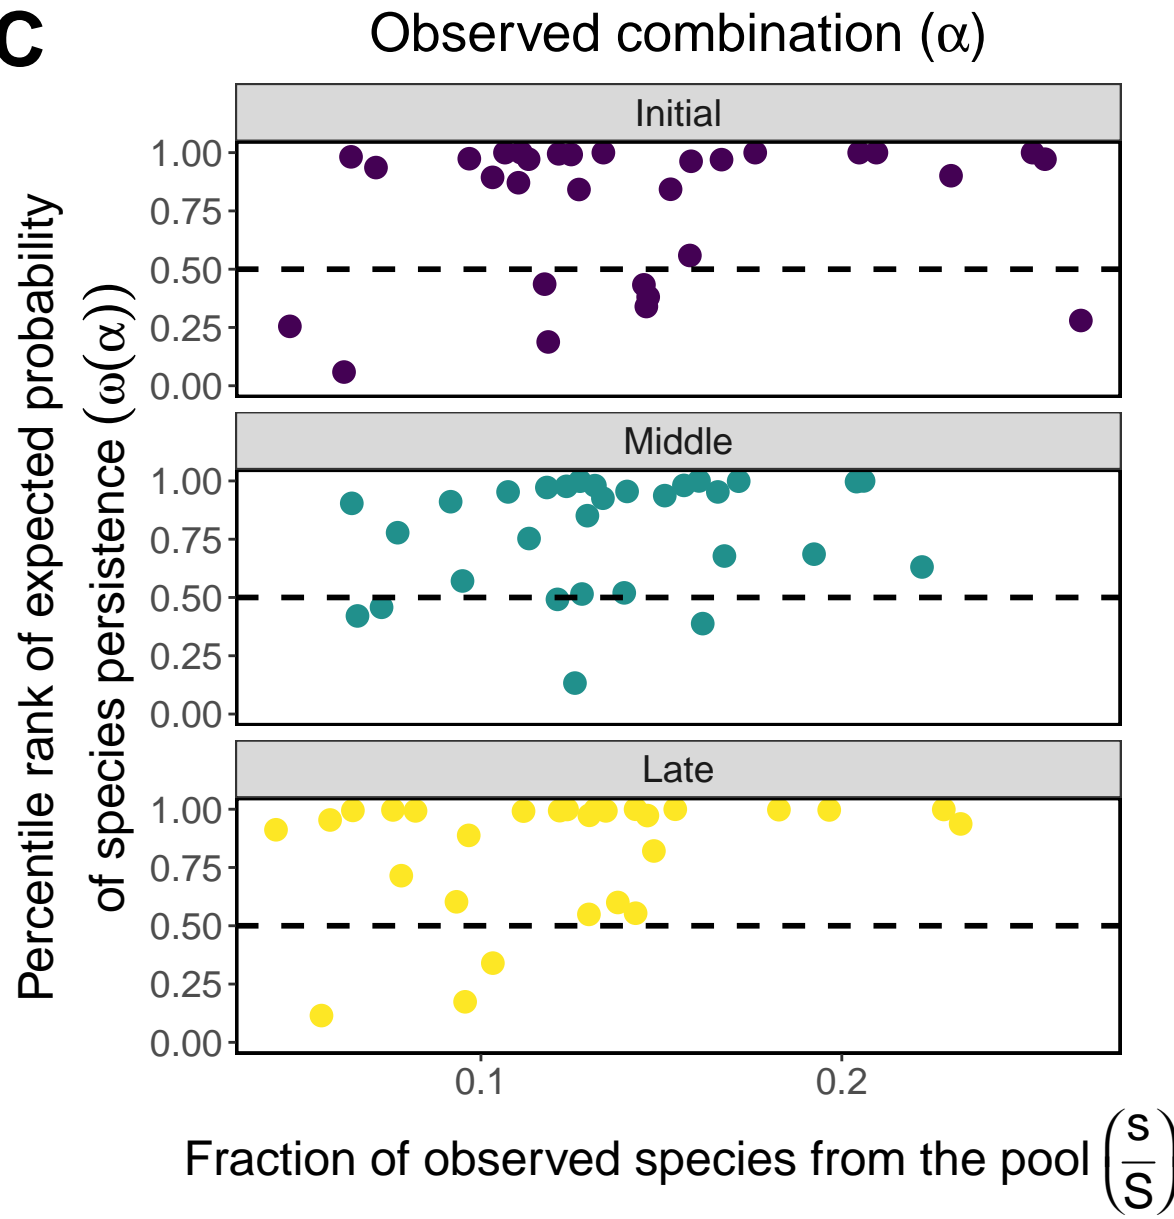 C
Observed combination (α)
Percentile rank of expected probability
of species persistence (ω(α))
Initial
1.00
0.75
0.50
0.25
0.00
Middle
1.00
0.75
0.50
0.25
0.00
Late
1.00
0.75
0.50
0.25
0.00
0.1 0.2
Fraction of observed species from the pool (s/S)